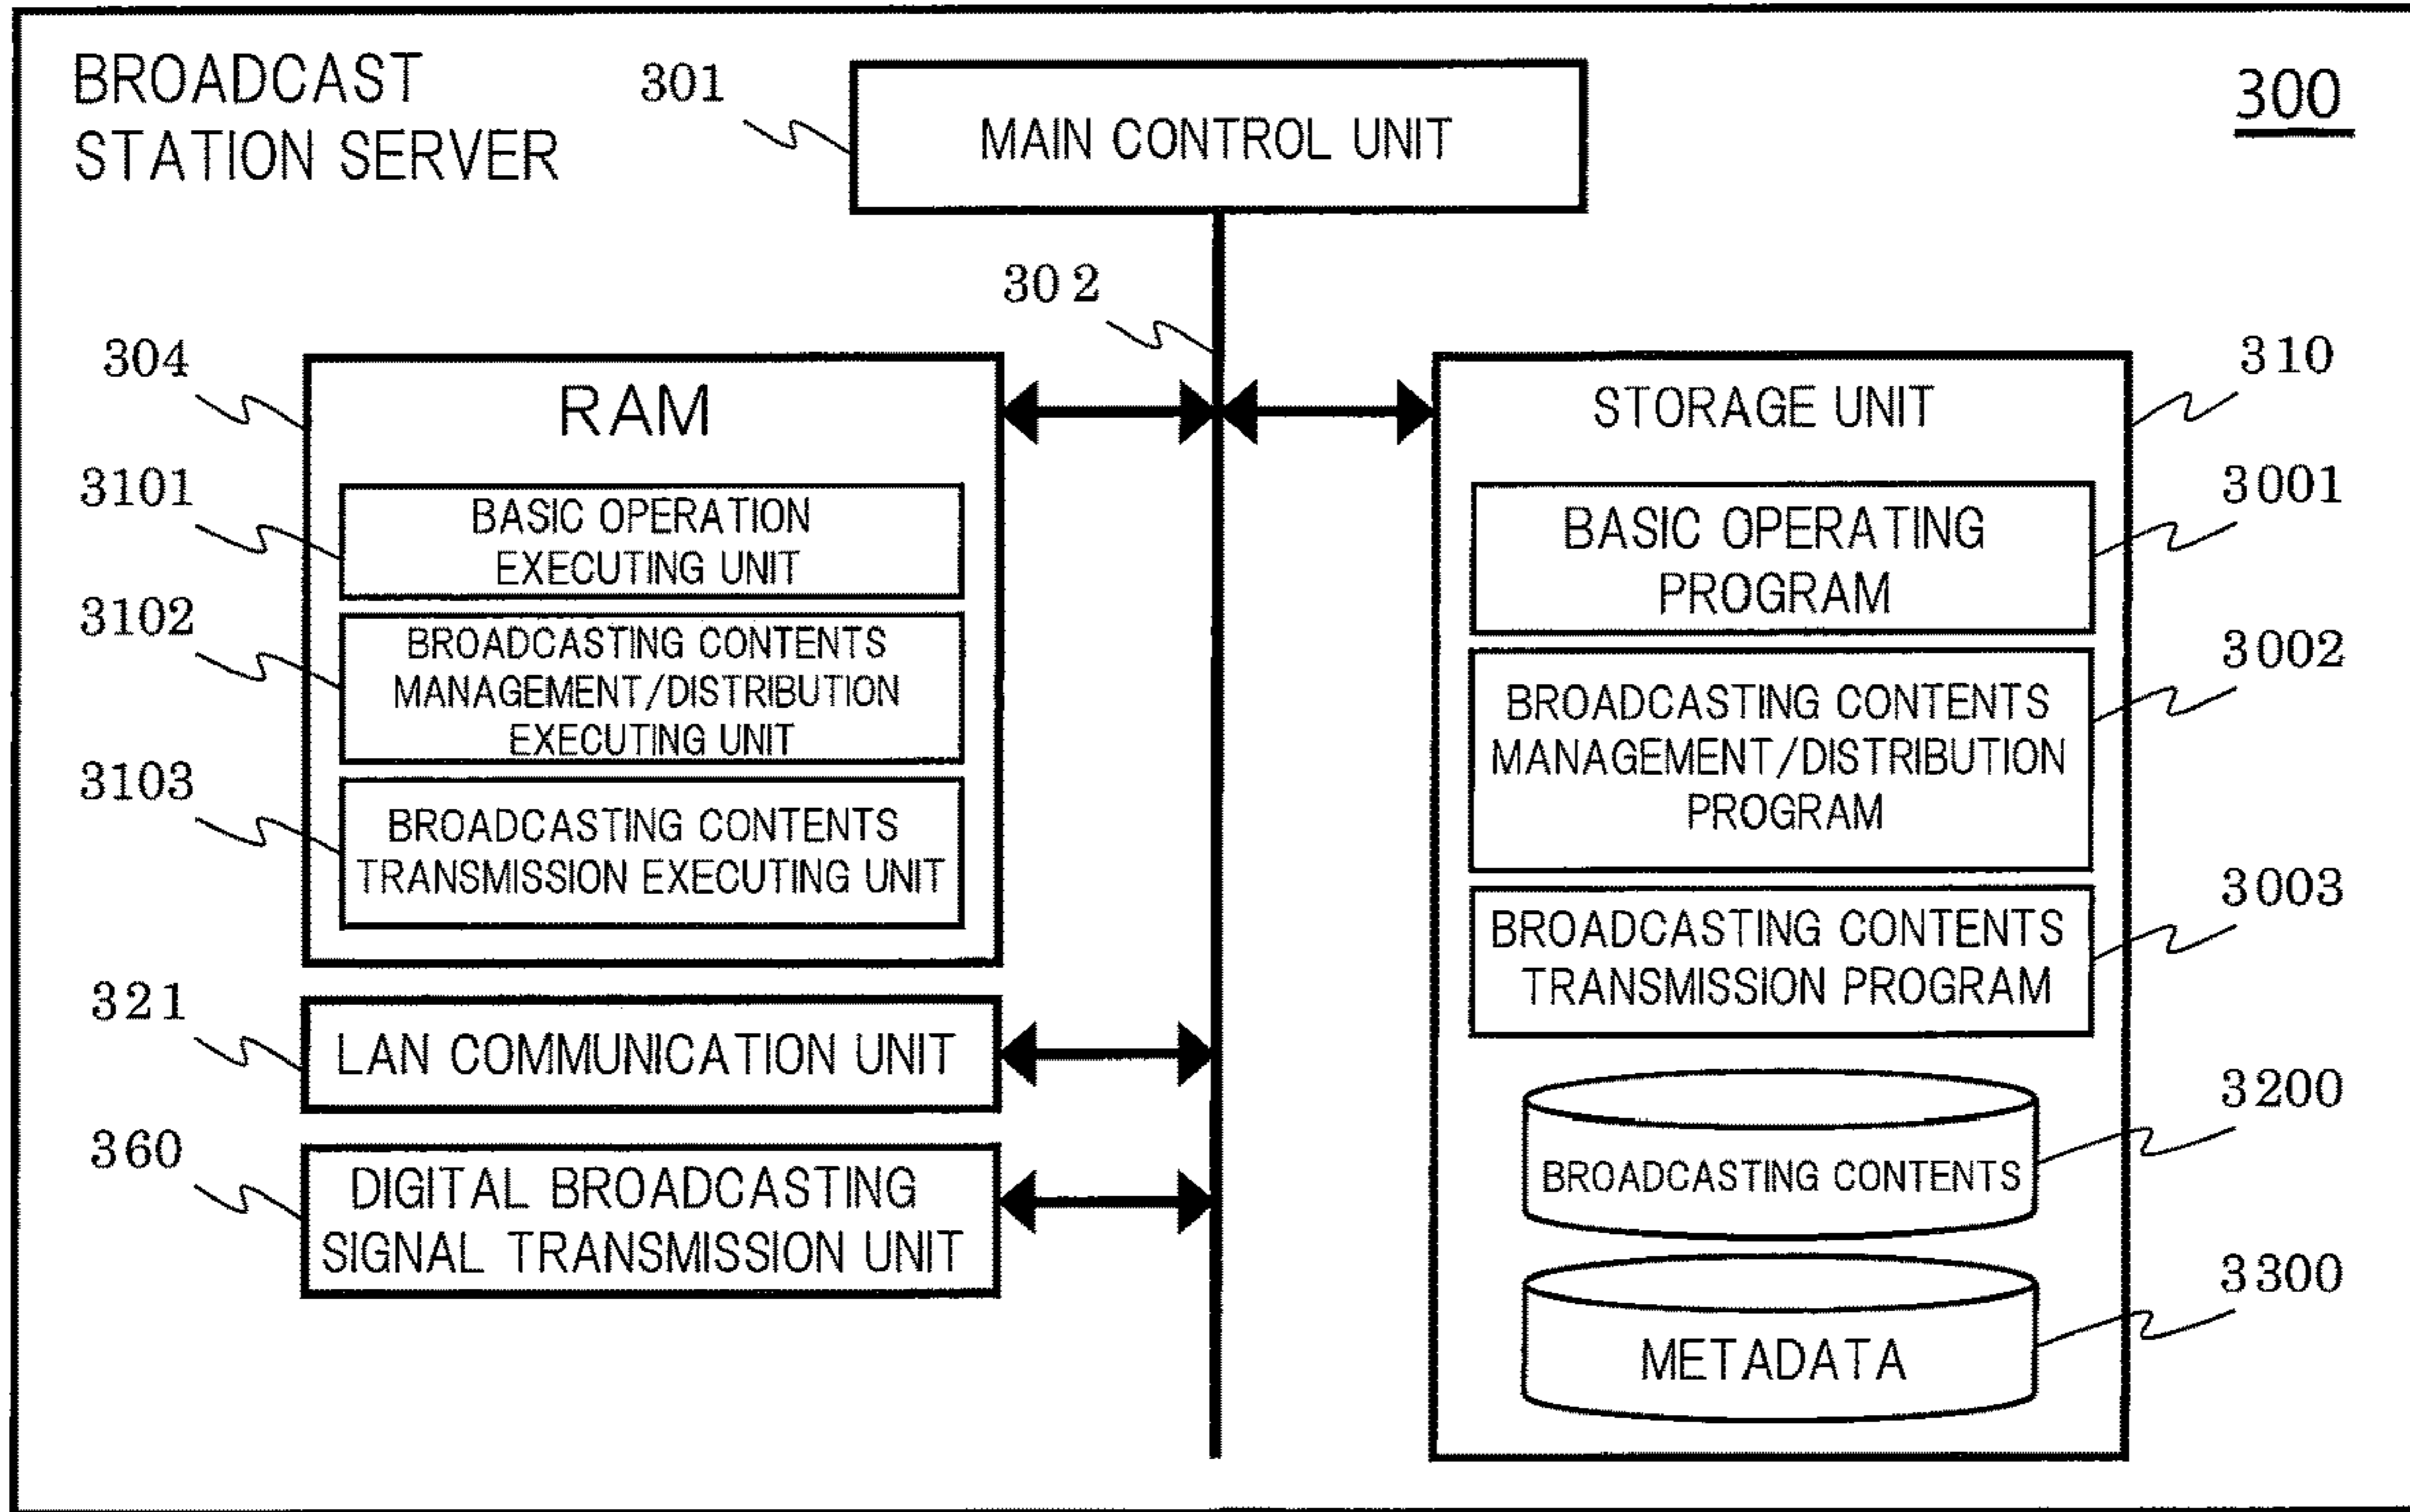 BROADCAST
STATION SERVER
300
301
MAIN CONTROL UNIT
302
304
RAM
3101
BASIC OPERATION
EXECUTING UNIT
3102
BROADCASTING CONTENTS
MANAGEMENT/DISTRIBUTION
EXECUTING UNIT
3103
BROADCASTING CONTENTS
TRANSMISSION EXECUTING UNIT
321
LAN COMMUNICATION UNIT
360
DIGITAL BROADCASTING
SIGNAL TRANSMISSION UNIT
310
STORAGE UNIT
3001
BASIC OPERATING
PROGRAM
3002
BROADCASTING CONTENTS
MANAGEMENT/DISTRIBUTION
PROGRAM
3003
BROADCASTING CONTENTS
TRANSMISSION PROGRAM
3200
BROADCASTING CONTENTS
3300
METADATA